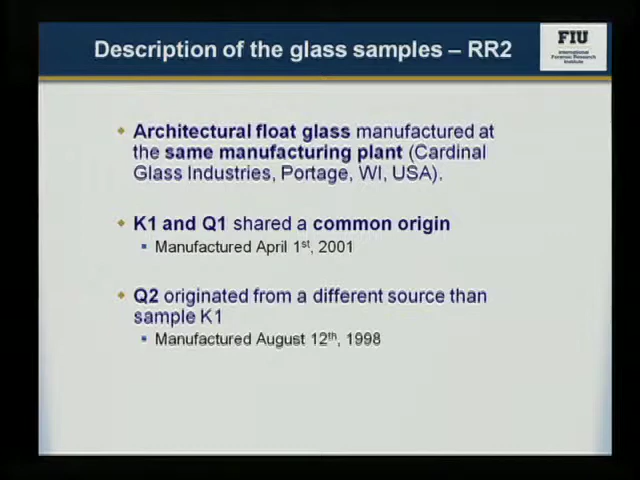 Description of the glass samples – RR2
FIU
International
Forensic Research
Institute
Architectural float glass manufactured at
the same manufacturing plant (Cardinal
Glass Industries, Portage, WI, USA).
K1 and Q1 shared a common origin
Manufactured April 1st, 2001
Q2 originated from a different source than
sample K1
Manufactured August 12th, 1998